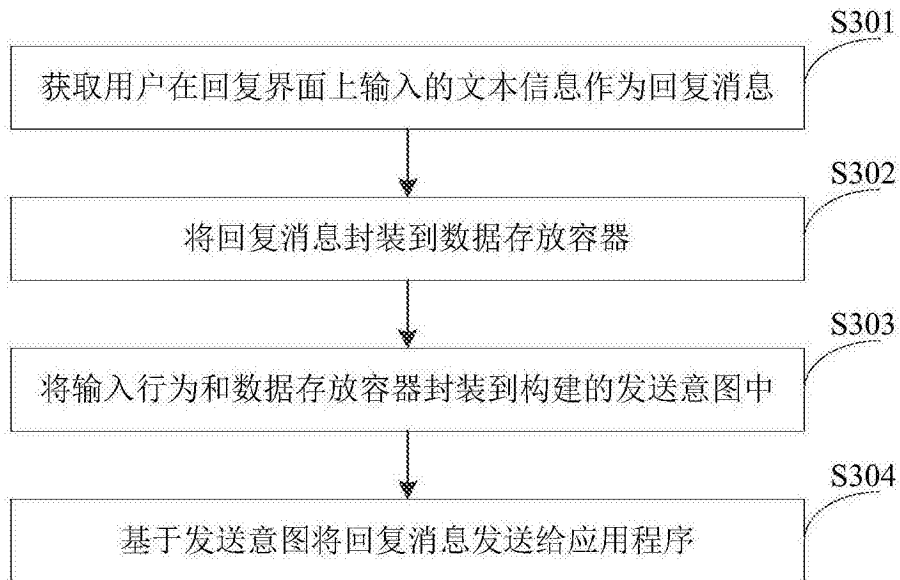 S301
获取用户在回复界面上输入的文本信息作为回复消息
S302
将回复消息封装到数据存放容器
S303
将输入行为和数据存放容器封装到构建的发送意图中
S304
基于发送意图将回复消息发送给应用程序